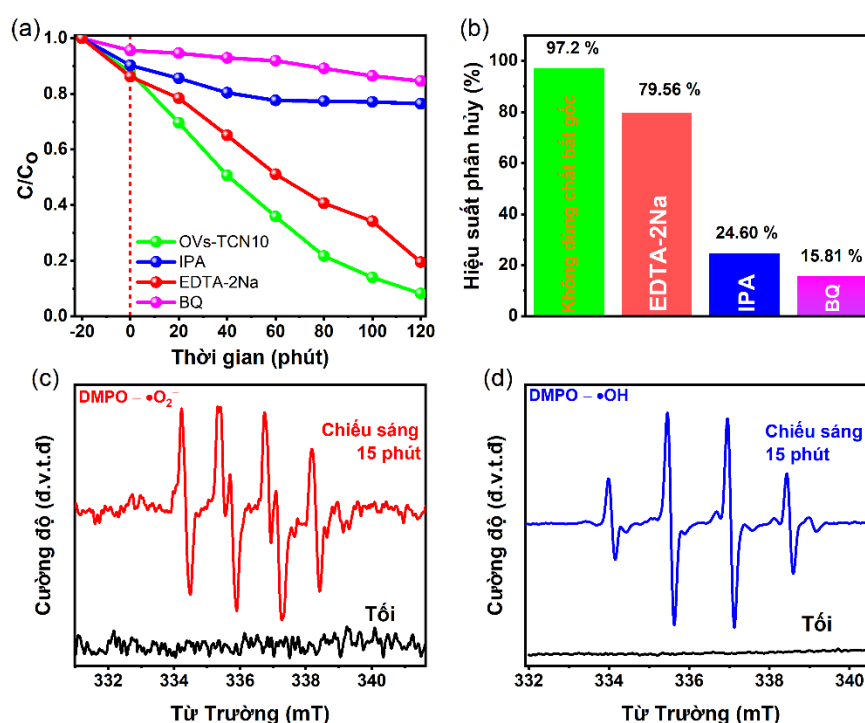 (a)
C/C₀
1.0
0.8
0.6
0.4
0.2
0.0
OVs-TCN10
IPA
EDTA-2Na
BQ
-20 0 20 40 60 80 100 120
Thời gian (phút)
(b)
Hiệu suất phân hủy (%)
100
80
60
40
20
0
97.2 %
79.56 %
24.60 %
15.81 %
Không dùng chất bắt gốc
EDTA-2Na
IPA
BQ
(c)
DMPO – •O₂⁻
Chiếu sáng
15 phút
Tối
Cường độ (đ.v.t.đ)
332 334 336 338 340
Từ Trường (mT)
(d)
DMPO – •OH
Chiếu sáng
15 phút
Tối
Cường độ (đ.v.t.đ)
332 334 336 338 340
Từ Trường (mT)